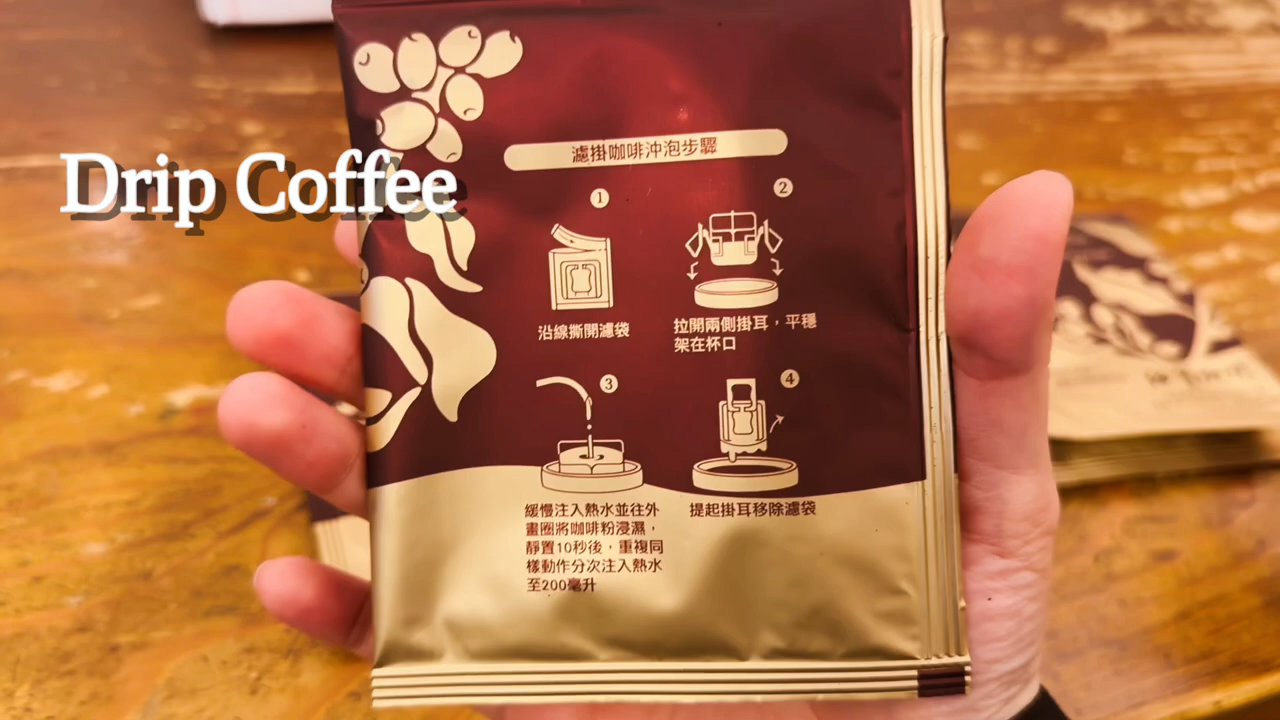 Drip Coffee
濾掛咖啡沖泡步驟
1
沿線撕開濾袋
2
拉開兩側掛耳，平穩
架在杯口
3
緩慢注入熱水並往外
畫圈將咖啡粉浸濕，
靜置10秒後，重複同
樣動作分次注入熱水
至200毫升
4
提起掛耳移除濾袋